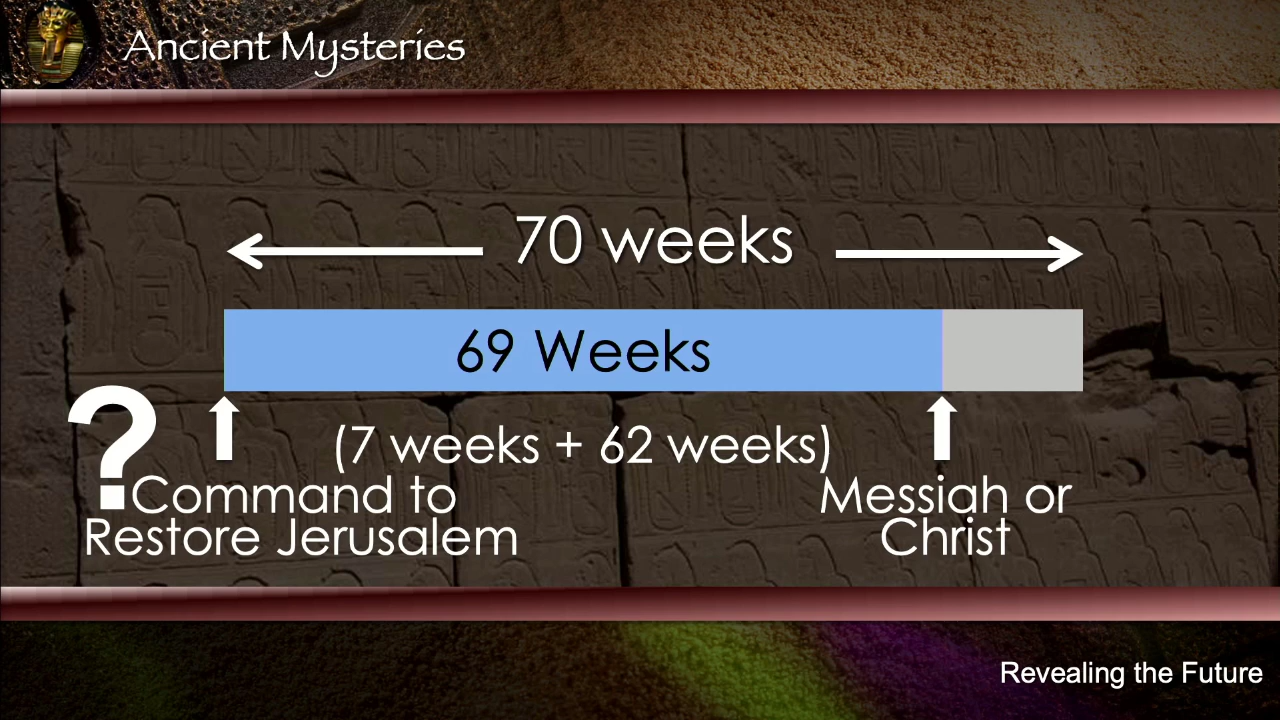 Ancient Mysteries
70 weeks
69 Weeks
?
(7 weeks + 62 weeks)
Command to
Restore Jerusalem
Messiah or
Christ
Revealing the Future